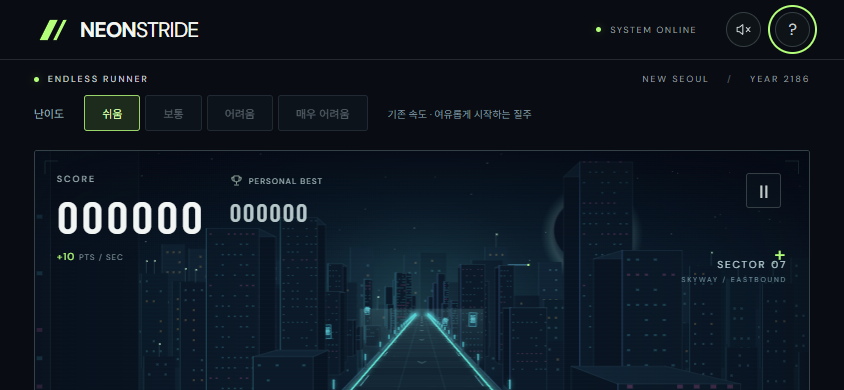 NEONSTRIDE
SYSTEM ONLINE
?
ENDLESS RUNNER
NEW SEOUL / YEAR 2186
난이도 쉬움 보통 어려움 매우 어려움 기존 속도 · 여유롭게 시작하는 질주
SCORE
000000
+10 PTS / SEC
PERSONAL BEST
000000
SECTOR 07
SKYWAY / EASTBOUND